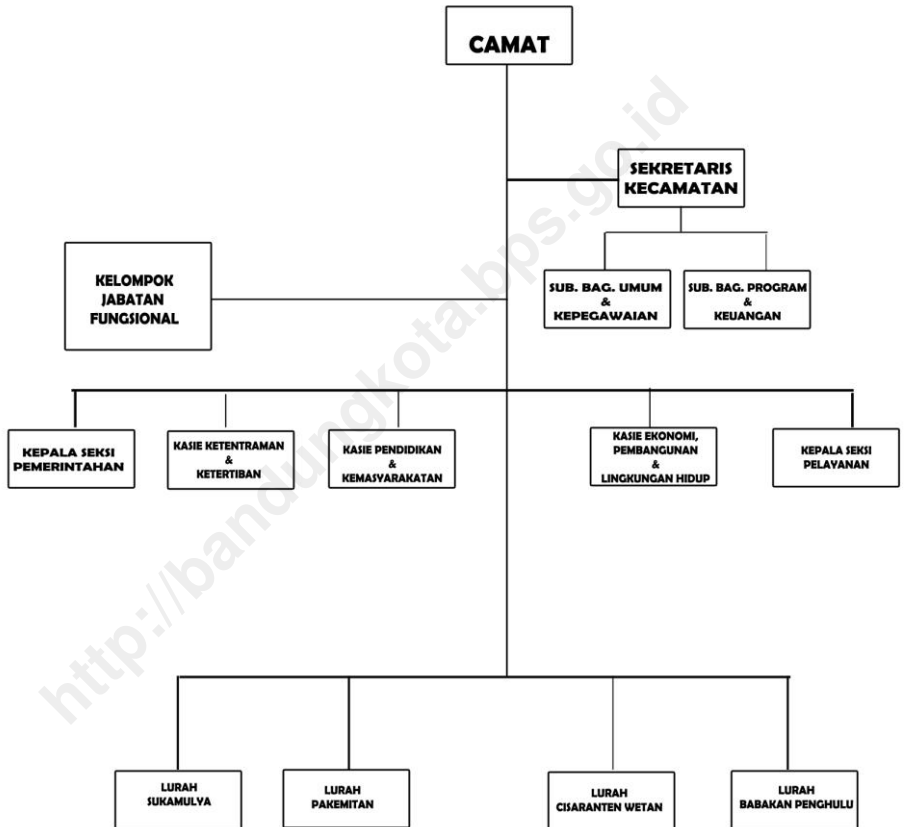 CAMAT
SEKRETARIS
KECAMATAN
KELOMPOK
JABATAN
FUNGSIONAL
SUB. BAG. UMUM
&
KEPEGAWAIAN
SUB. BAG. PROGRAM
&
KEUANGAN
KEPALA SEKSI
PEMERINTAHAN
KASIE KETENTRAMAN
&
KETERTIBAN
KASIE PENDIDIKAN
&
KEMASYARAKATAN
KASIE EKONOMI,
PEMBANGUNAN
&
LINGKUNGAN HIDUP
KEPALA SEKSI
PELAYANAN
LURAH
SUKAMULYA
LURAH
PAKEMITAN
LURAH
CISARANTEN WETAN
LURAH
BABAKAN PENGHULU
http://bandungkota.bps.go.id